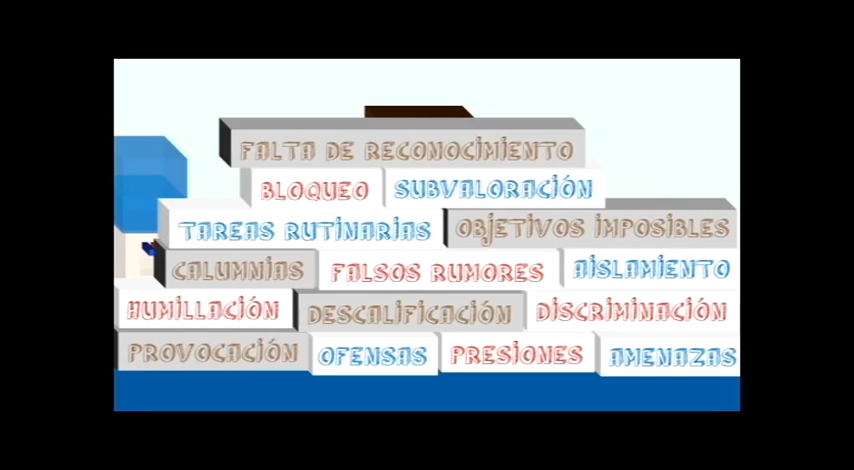 FALTA DE RECONOCIMIENTO
BLOQUEO SUBVALORACIÓN
TAREAS RUTINARIAS OBJETIVOS IMPOSIBLES
CALUMNIAS FALSOS RUMORES AISLAMIENTO
HUMILLACIÓN DESCALIFICACIÓN DISCRIMINACIÓN
PROVOCACIÓN OFENSAS PRESIONES AMENAZAS